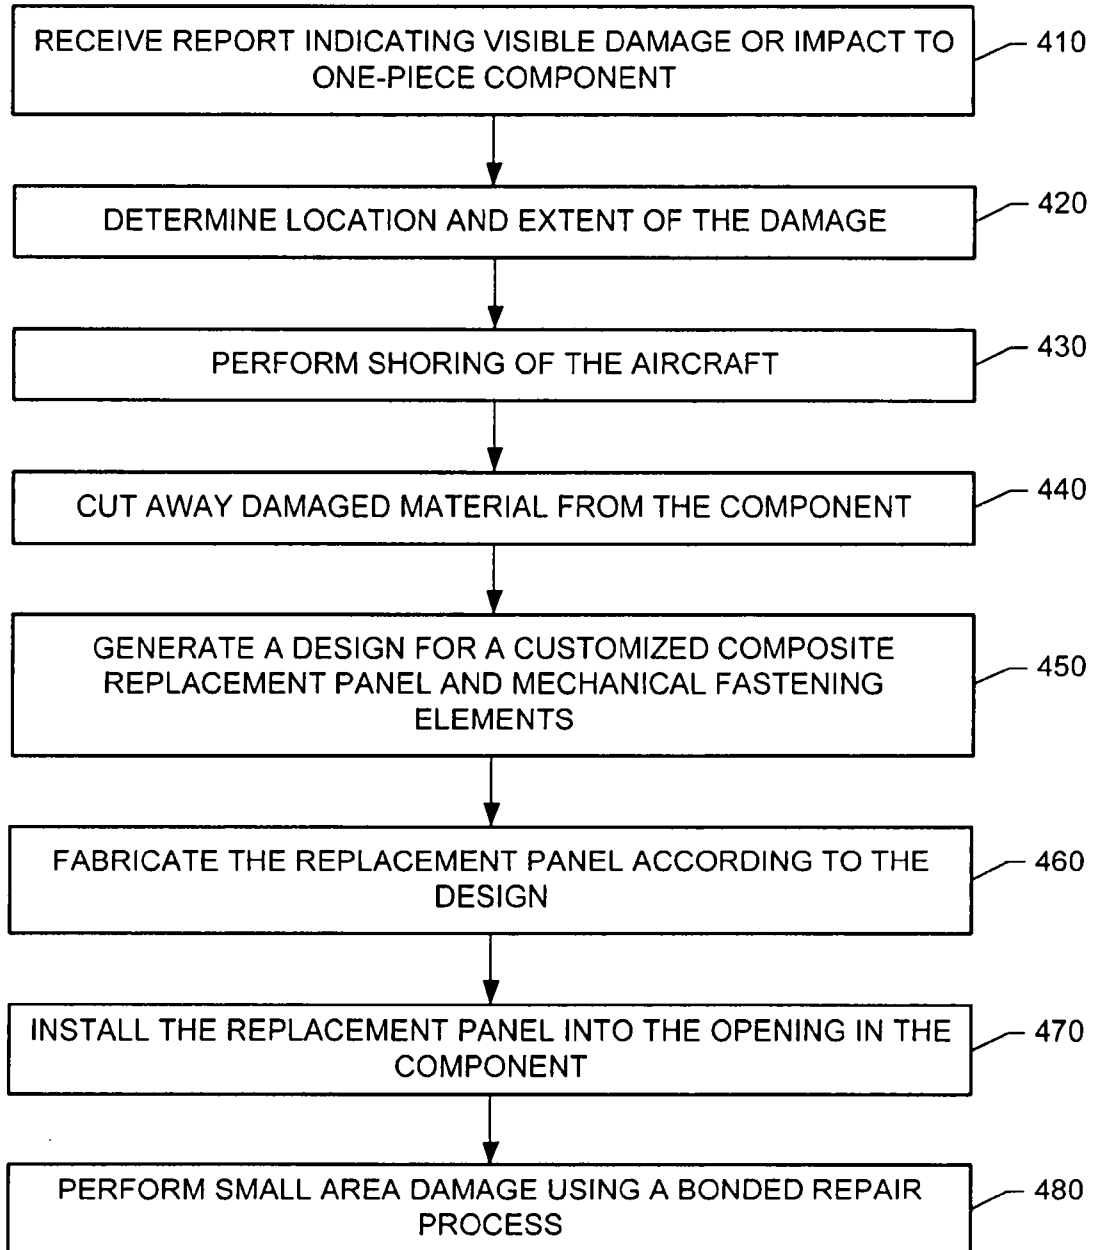 RECEIVE REPORT INDICATING VISIBLE DAMAGE OR IMPACT TO
ONE-PIECE COMPONENT
410
DETERMINE LOCATION AND EXTENT OF THE DAMAGE
420
PERFORM SHORING OF THE AIRCRAFT
430
CUT AWAY DAMAGED MATERIAL FROM THE COMPONENT
440
GENERATE A DESIGN FOR A CUSTOMIZED COMPOSITE
REPLACEMENT PANEL AND MECHANICAL FASTENING
ELEMENTS
450
FABRICATE THE REPLACEMENT PANEL ACCORDING TO THE
DESIGN
460
INSTALL THE REPLACEMENT PANEL INTO THE OPENING IN THE
COMPONENT
470
PERFORM SMALL AREA DAMAGE USING A BONDED REPAIR
PROCESS
480